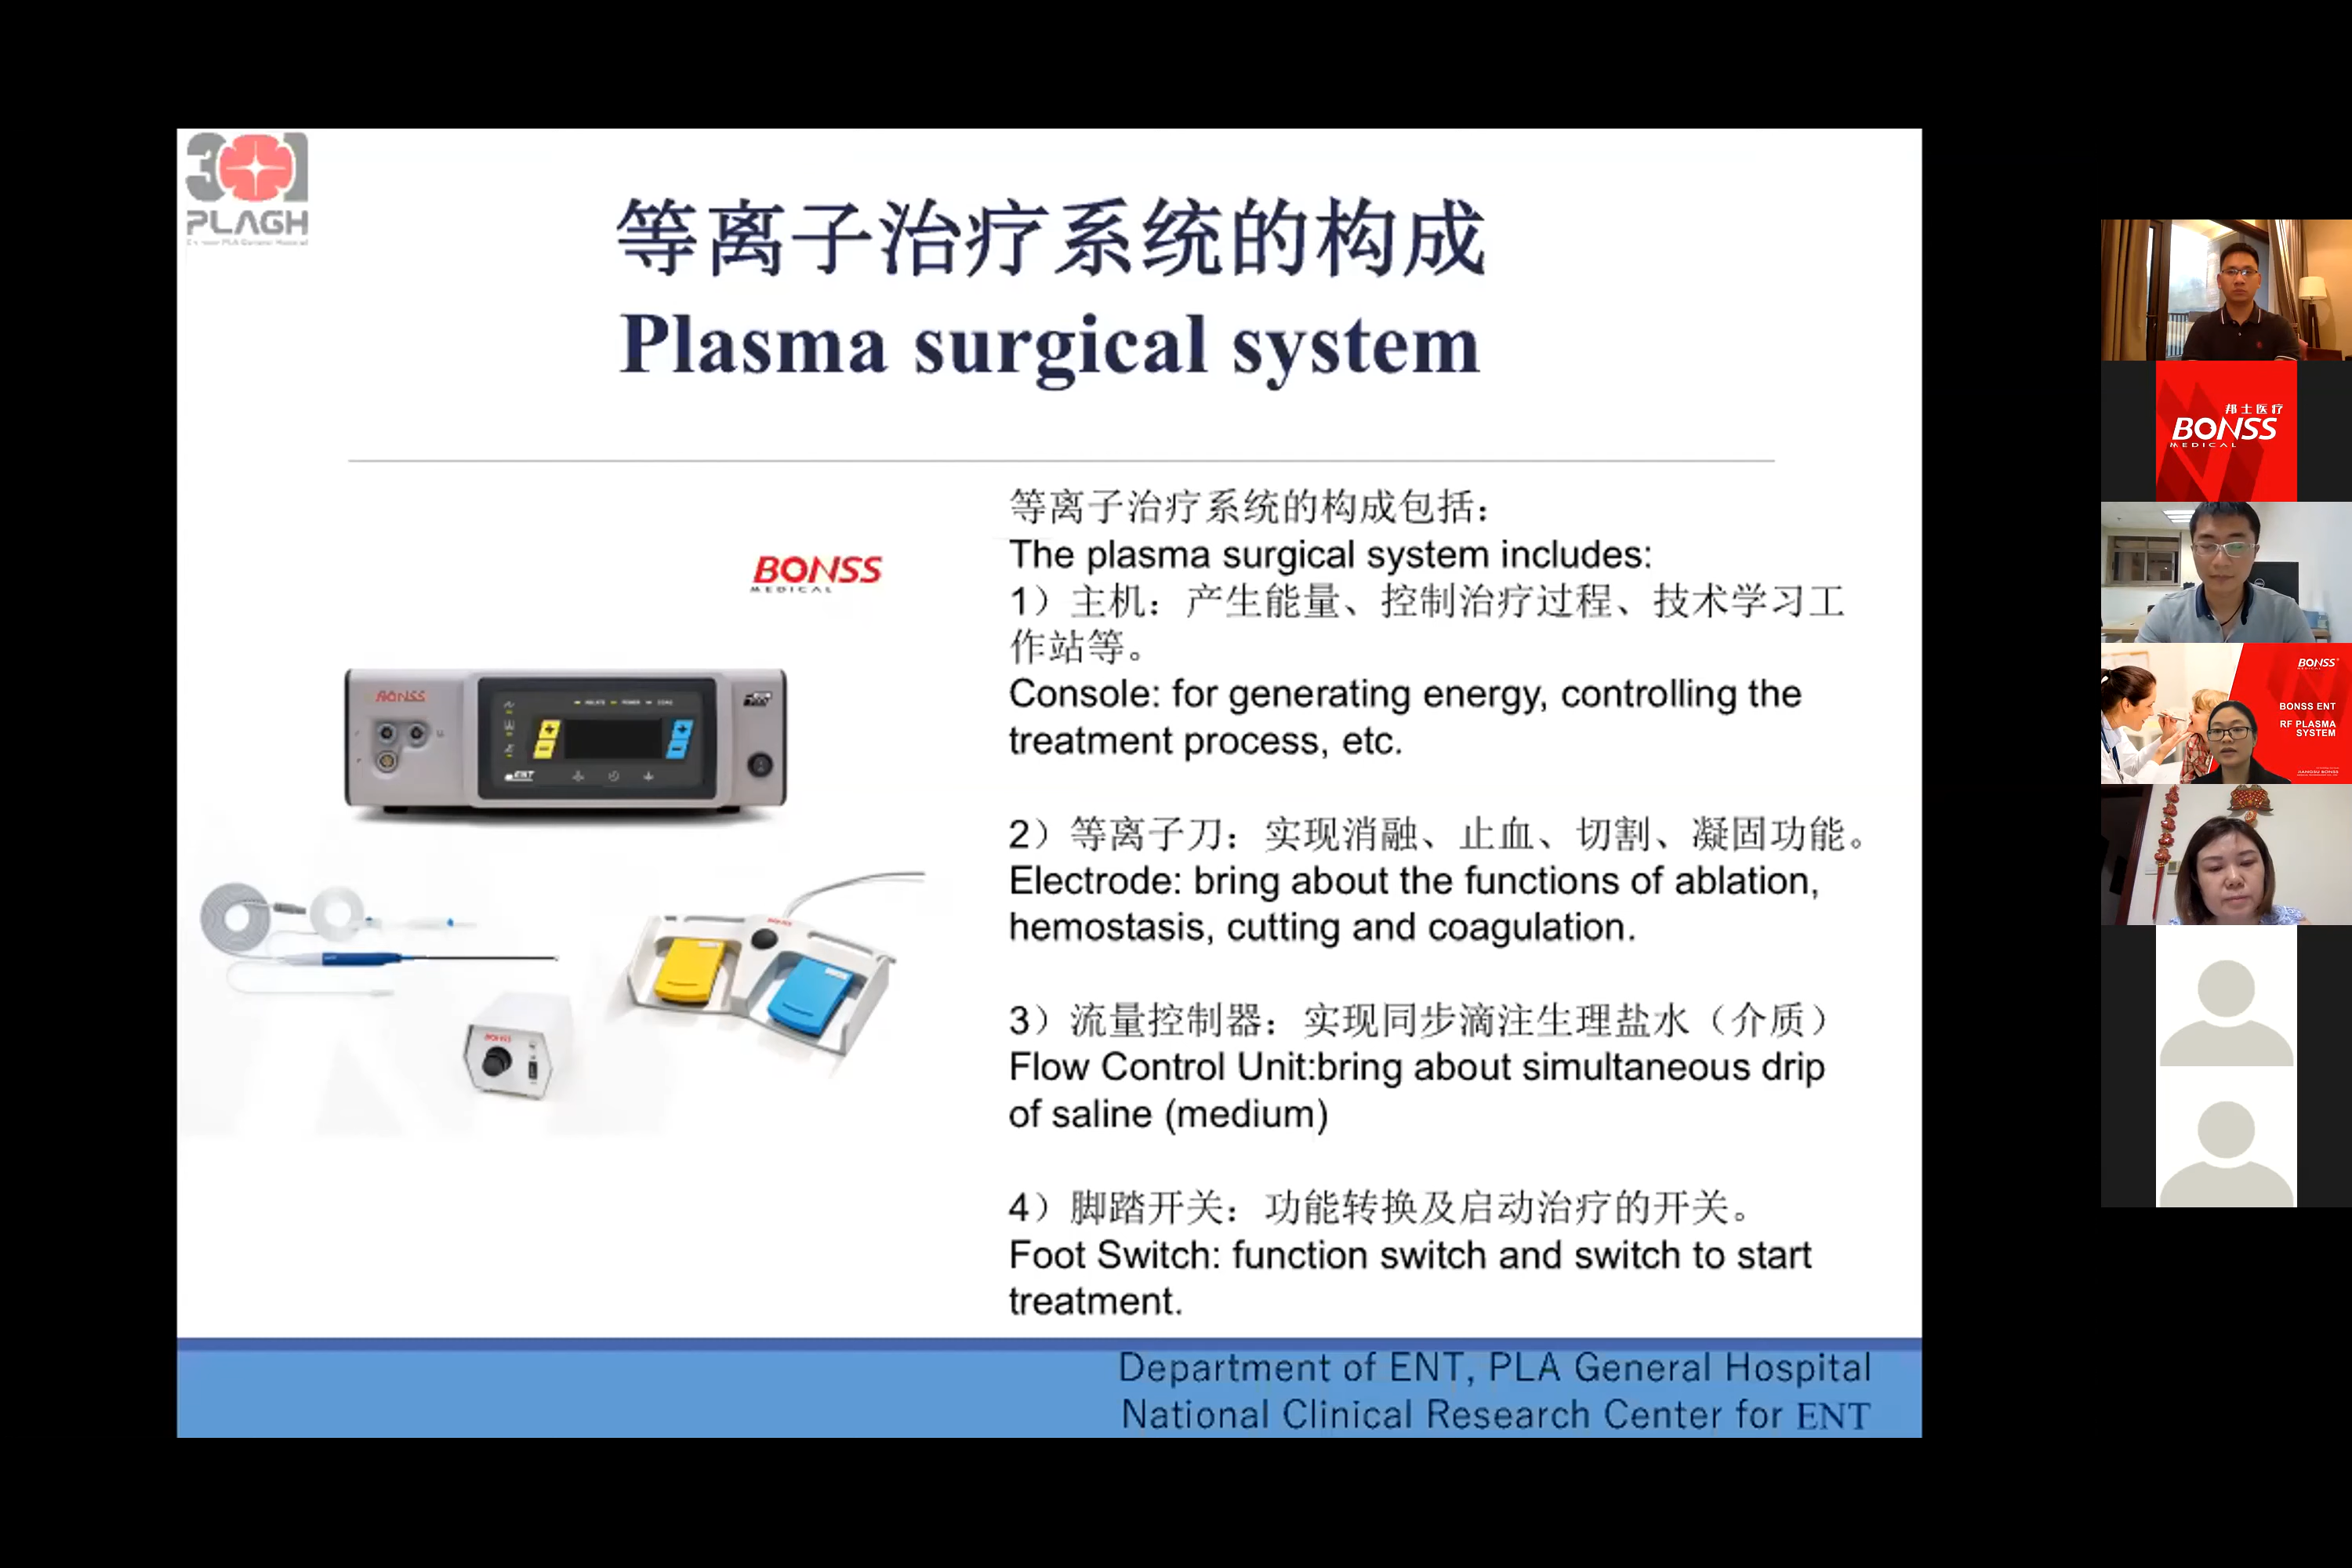 301
PLAGH
等离子治疗系统的构成
Plasma surgical system
BONSS
MEDICAL
BONSS
ENT
BONSS
等离子治疗系统的构成包括：
The plasma surgical system includes:
1）主机：产生能量、控制治疗过程、技术学习工
作站等。
Console: for generating energy, controlling the
treatment process, etc.
2）等离子刀：实现消融、止血、切割、凝固功能。
Electrode: bring about the functions of ablation,
hemostasis, cutting and coagulation.
3）流量控制器：实现同步滴注生理盐水（介质）
Flow Control Unit:bring about simultaneous drip
of saline (medium)
4）脚踏开关：功能转换及启动治疗的开关。
Foot Switch: function switch and switch to start
treatment.
Department of ENT, PLA General Hospital
National Clinical Research Center for ENT
邦士医疗
BONSS
MEDICAL
BONSS
BONSS ENT
RF PLASMA
SYSTEM